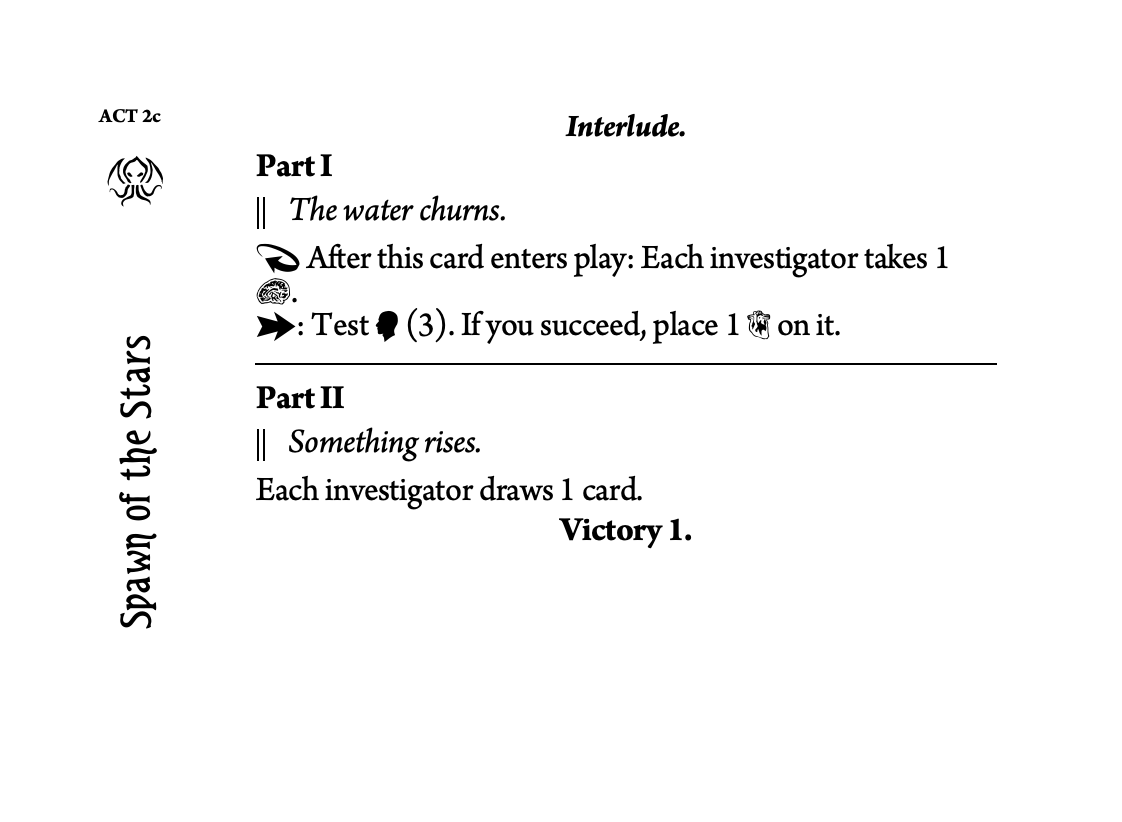 ACT 2c
Interlude.
Part I
The water churns.
After this card enters play: Each investigator takes 1
.
: Test (3). If you succeed, place 1 on it.
Part II
Something rises.
Each investigator draws 1 card.
Victory 1.
Spawn of the Stars